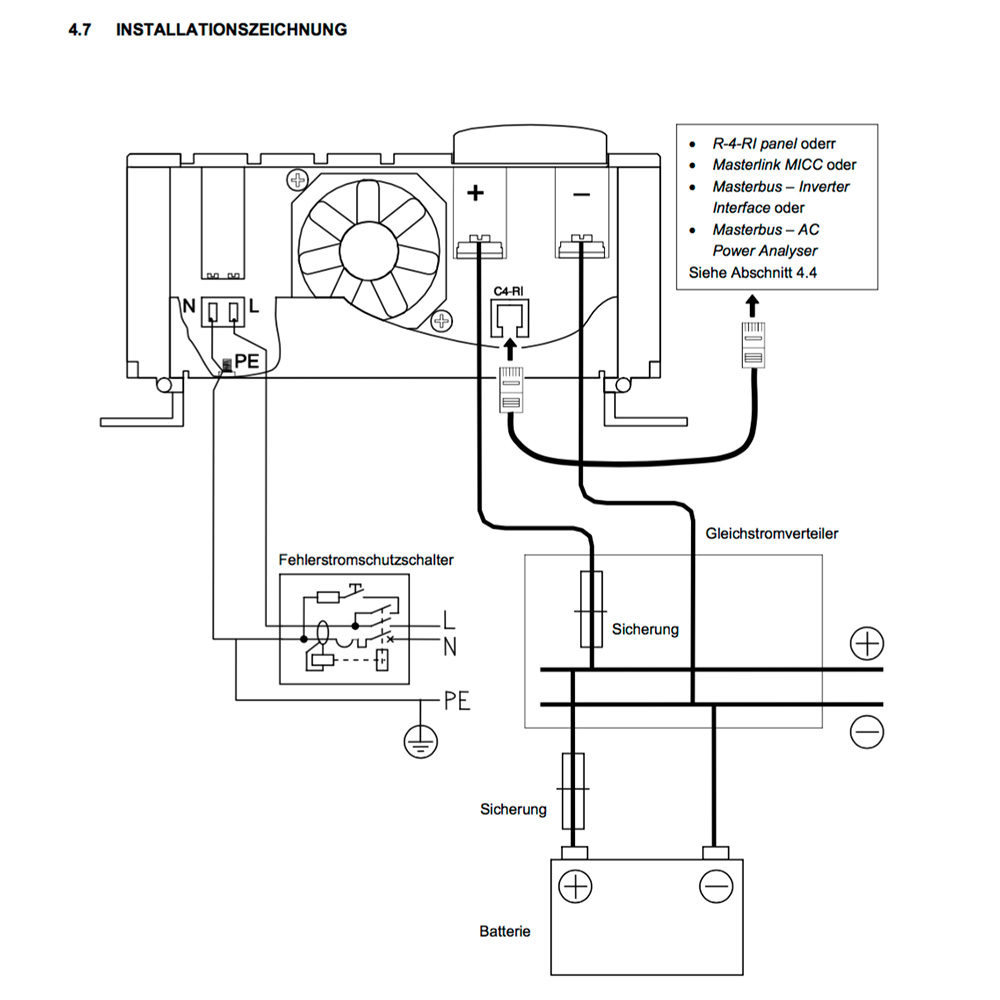 4.7 INSTALLATIONSZEICHNUNG
• R-4-RI panel oderr
• Masterlink MICC oder
• Masterbus – Inverter
Interface oder
• Masterbus – AC
Power Analyser
Siehe Abschnitt 4.4
+ −
C4-RI
N L
PE
Gleichstromverteiler
Fehlerstromschutzschalter
L
Sicherung
N
+
PE
−
Sicherung
+ −
Batterie